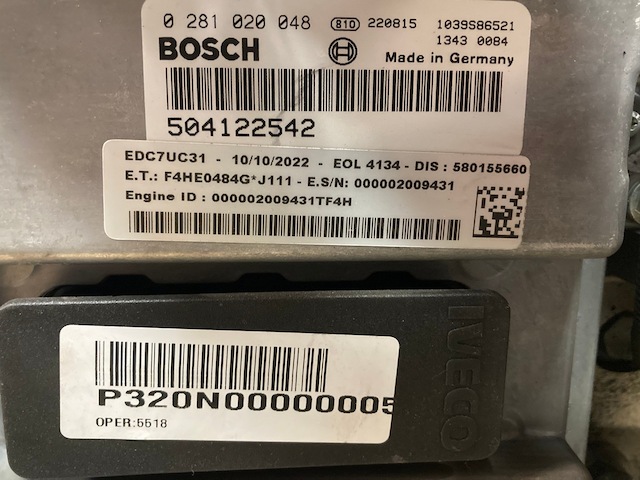 0 281 020 048 810 220815 1039S86521
BOSCH 1343 0084
Made in Germany
504122542
EDC7UC31 - 10/10/2022 - EOL 4134 - DIS : 580155660
E.T.: F4HE0484G*J111 - E.S/N: 000002009431
Engine ID : 000002009431TF4H
IVECO
P320N00000005
OPER:5518